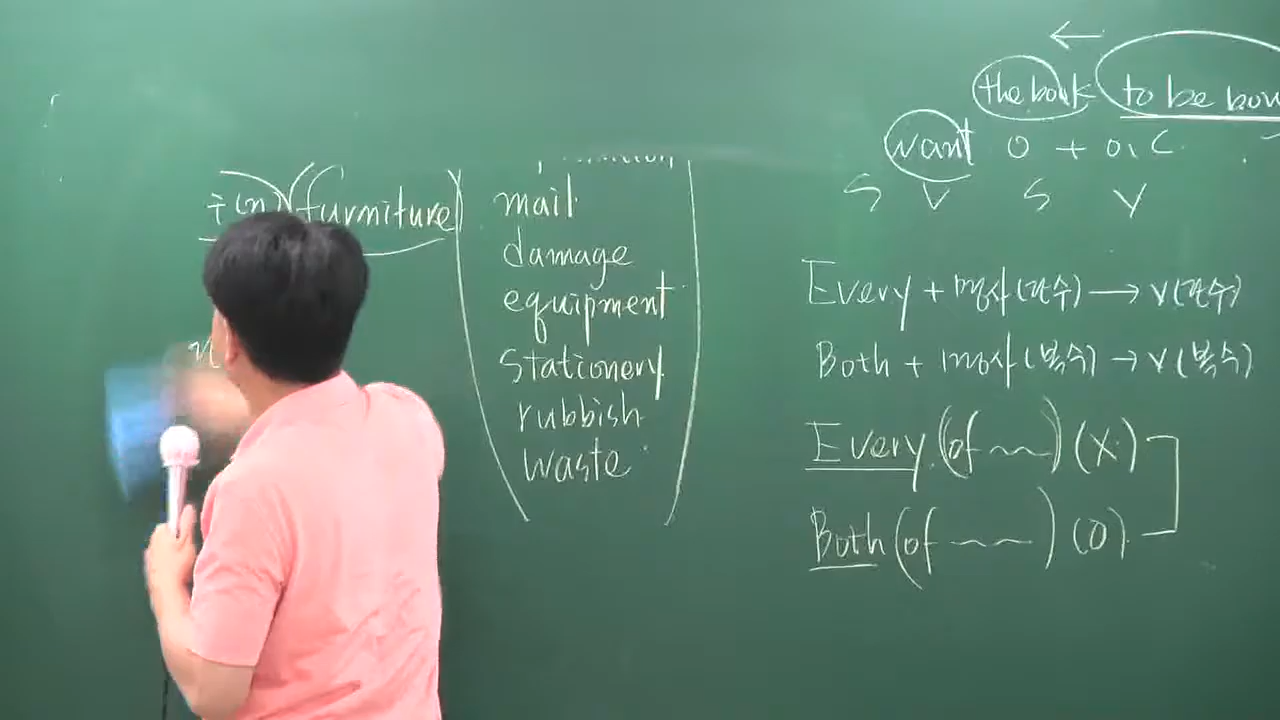 furniture
mail
damage
equipment
stationery
rubbish
waste
←
the book to be
want O + O.C
S V S V
Every + 명사(단수) → V(단수)
Both + 명사(복수) → V(복수)
Every (of ~~) (X)
Both (of ~~) (O)